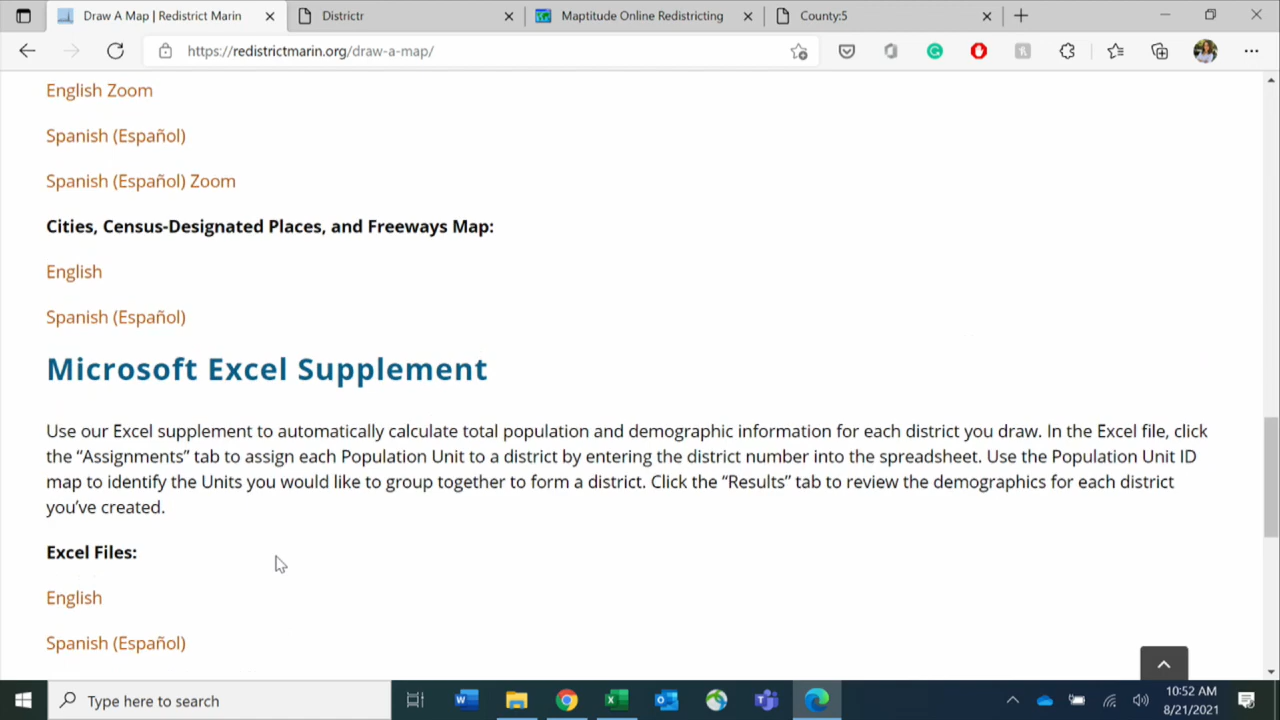 Draw A Map | Redistrict Marin
Districtr
Maptitude Online Redistricting
County:5
https://redistrictmarin.org/draw-a-map/
English Zoom
Spanish (Español)
Spanish (Español) Zoom
Cities, Census-Designated Places, and Freeways Map:
English
Spanish (Español)
Microsoft Excel Supplement
Use our Excel supplement to automatically calculate total population and demographic information for each district you draw. In the Excel file, click
the “Assignments” tab to assign each Population Unit to a district by entering the district number into the spreadsheet. Use the Population Unit ID
map to identify the Units you would like to group together to form a district. Click the “Results” tab to review the demographics for each district
you’ve created.
Excel Files:
English
Spanish (Español)
Type here to search
10:52 AM
8/21/2021